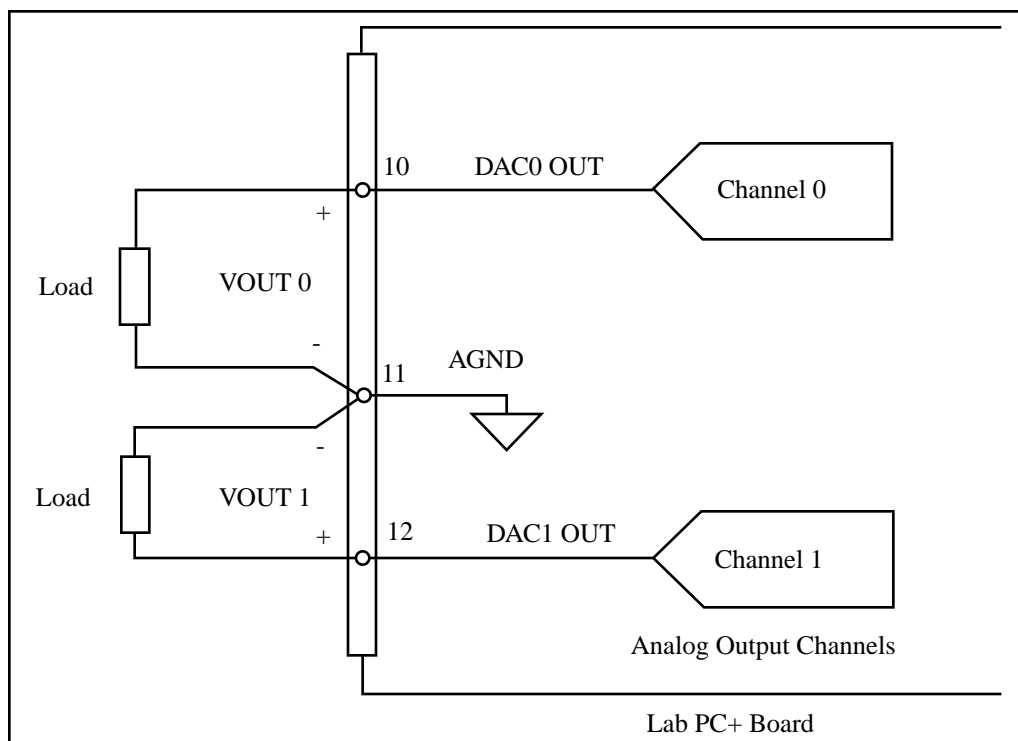 10
DAC0 OUT
Channel 0
+
Load
VOUT 0
-
11
AGND
-
Load
VOUT 1
+
12
DAC1 OUT
Channel 1
Analog Output Channels
Lab PC+ Board